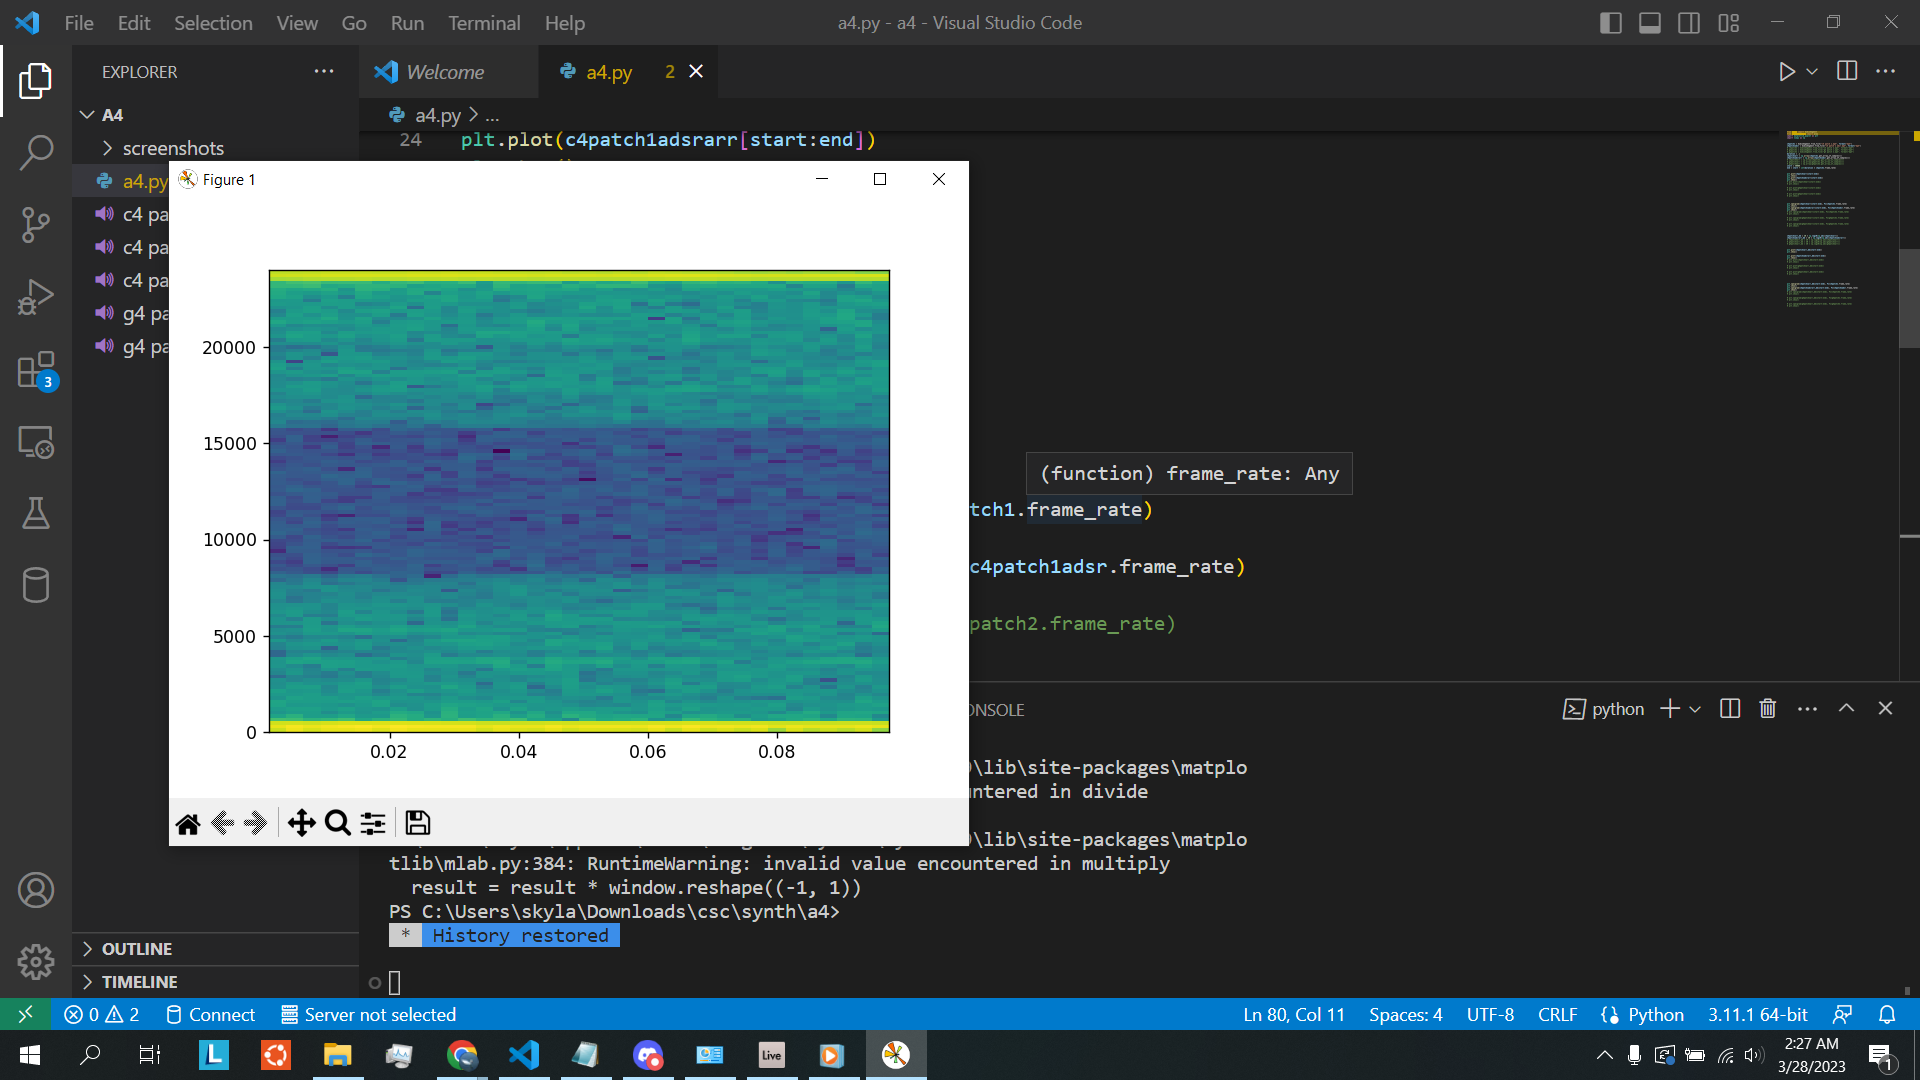 File Edit Selection View Go Run Terminal Help
a4.py - a4 - Visual Studio Code
EXPLORER
Welcome
a4.py 2
A4
a4.py > ...
screenshots
24 plt.plot(c4patch1adsrarr[start:end])
a4.py
c4 pa
c4 pa
c4 pa
g4 pa
g4 pa
Figure 1
20000
15000
10000
5000
0
0.02 0.04 0.06 0.08
(function) frame_rate: Any
tch1.frame_rate)
c4patch1adsr.frame_rate)
patch2.frame_rate)
3
ONSOLE
python
\lib\site-packages\matplo
ntered in divide
\lib\site-packages\matplo
tlib\mlab.py:384: RuntimeWarning: invalid value encountered in multiply
result = result * window.reshape((-1, 1))
PS C:\Users\skyla\Downloads\csc\synth\a4>
* History restored
OUTLINE
TIMELINE
0 2 Connect Server not selected
Ln 80, Col 11 Spaces: 4 UTF-8 CRLF Python 3.11.1 64-bit
L
Live
2:27 AM
3/28/2023
1